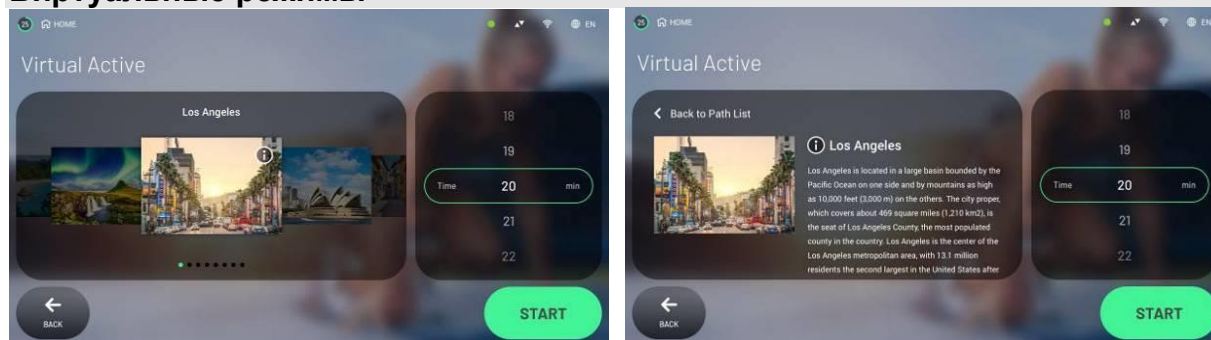 Виртуальные режимы
25 HOME
EN
Virtual Active
Los Angeles
18
19
Time 20 min
21
22
BACK
START
25 HOME
EN
Virtual Active
Back to Path List
Los Angeles
Los Angeles is located in a large basin bounded by the
Pacific Ocean on one side and by mountains as high
as 10,000 feet (3,000 m) on the others. The city proper,
which covers about 469 square miles (1,210 km2), is
the seat of Los Angeles County, the most populated
county in the country. Los Angeles is the center of the
Los Angeles metropolitan area, with 13.1 million
residents the second largest in the United States after
18
19
Time 20 min
21
22
BACK
START